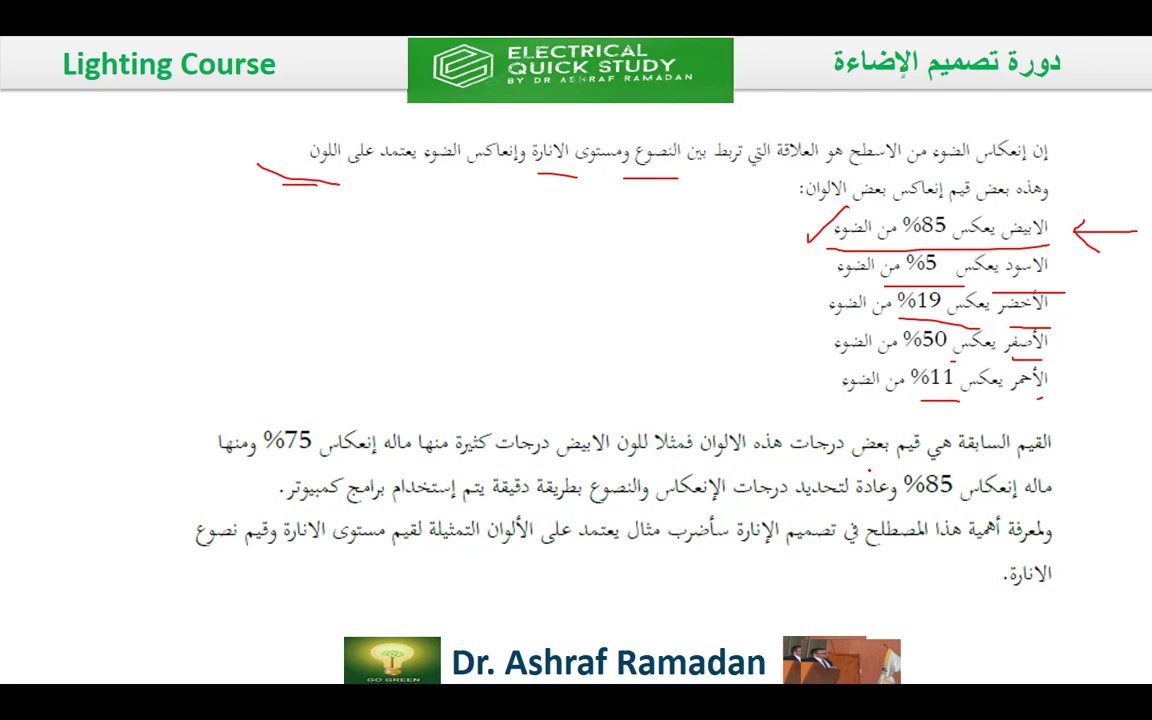 Lighting Course
ELECTRICAL
QUICK STUDY
BY DR ASHRAF RAMADAN
دورة تصميم الإضاءة
إن إنعكاس الضوء من الاسطح هو العلاقة التي تربط بين النصوع ومستوى الانارة وإنعاكس الضوء يعتمد على اللون
وهذه بعض قيم إنعاكس بعض الالوان:
الابيض يعكس 85% من الضوء
الاسود يعكس 5% من الضوء
الأخضر يعكس 19% من الضوء
الأصفر يعكس 50% من الضوء
الأحمر يعكس 11% من الضوء
القيم السابقة هي قيم بعض درجات هذه الالوان فمثلا للون الابيض درجات كثيرة منها ماله إنعكاس 75% ومنها
ماله إنعكاس 85% وعادة لتحديد درجات الإنعكاس والنصوع بطريقة دقيقة يتم إستخدام برامج كمبيوتر.
ولمعرفة أهمية هذا المصطلح في تصميم الإنارة سأضرب مثال يعتمد على الألوان التمثيلة لقيم مستوى الانارة وقيم نصوع
الانارة.
GO GREEN
Dr. Ashraf Ramadan